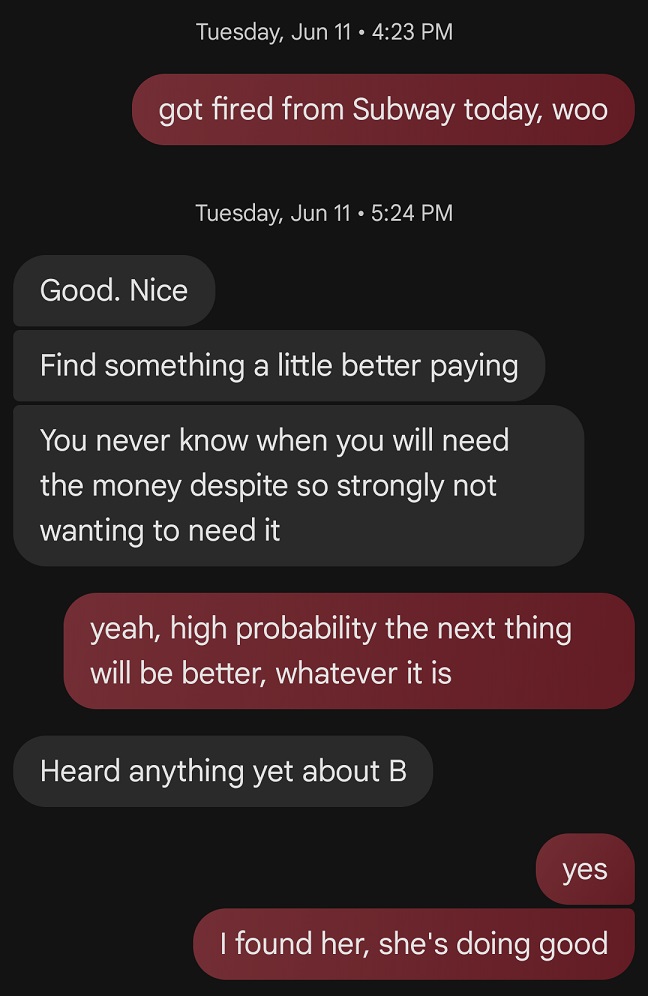 Tuesday, Jun 11 • 4:23 PM
got fired from Subway today, woo
Tuesday, Jun 11 • 5:24 PM
Good. Nice
Find something a little better paying
You never know when you will need
the money despite so strongly not
wanting to need it
yeah, high probability the next thing
will be better, whatever it is
Heard anything yet about B
yes
I found her, she's doing good